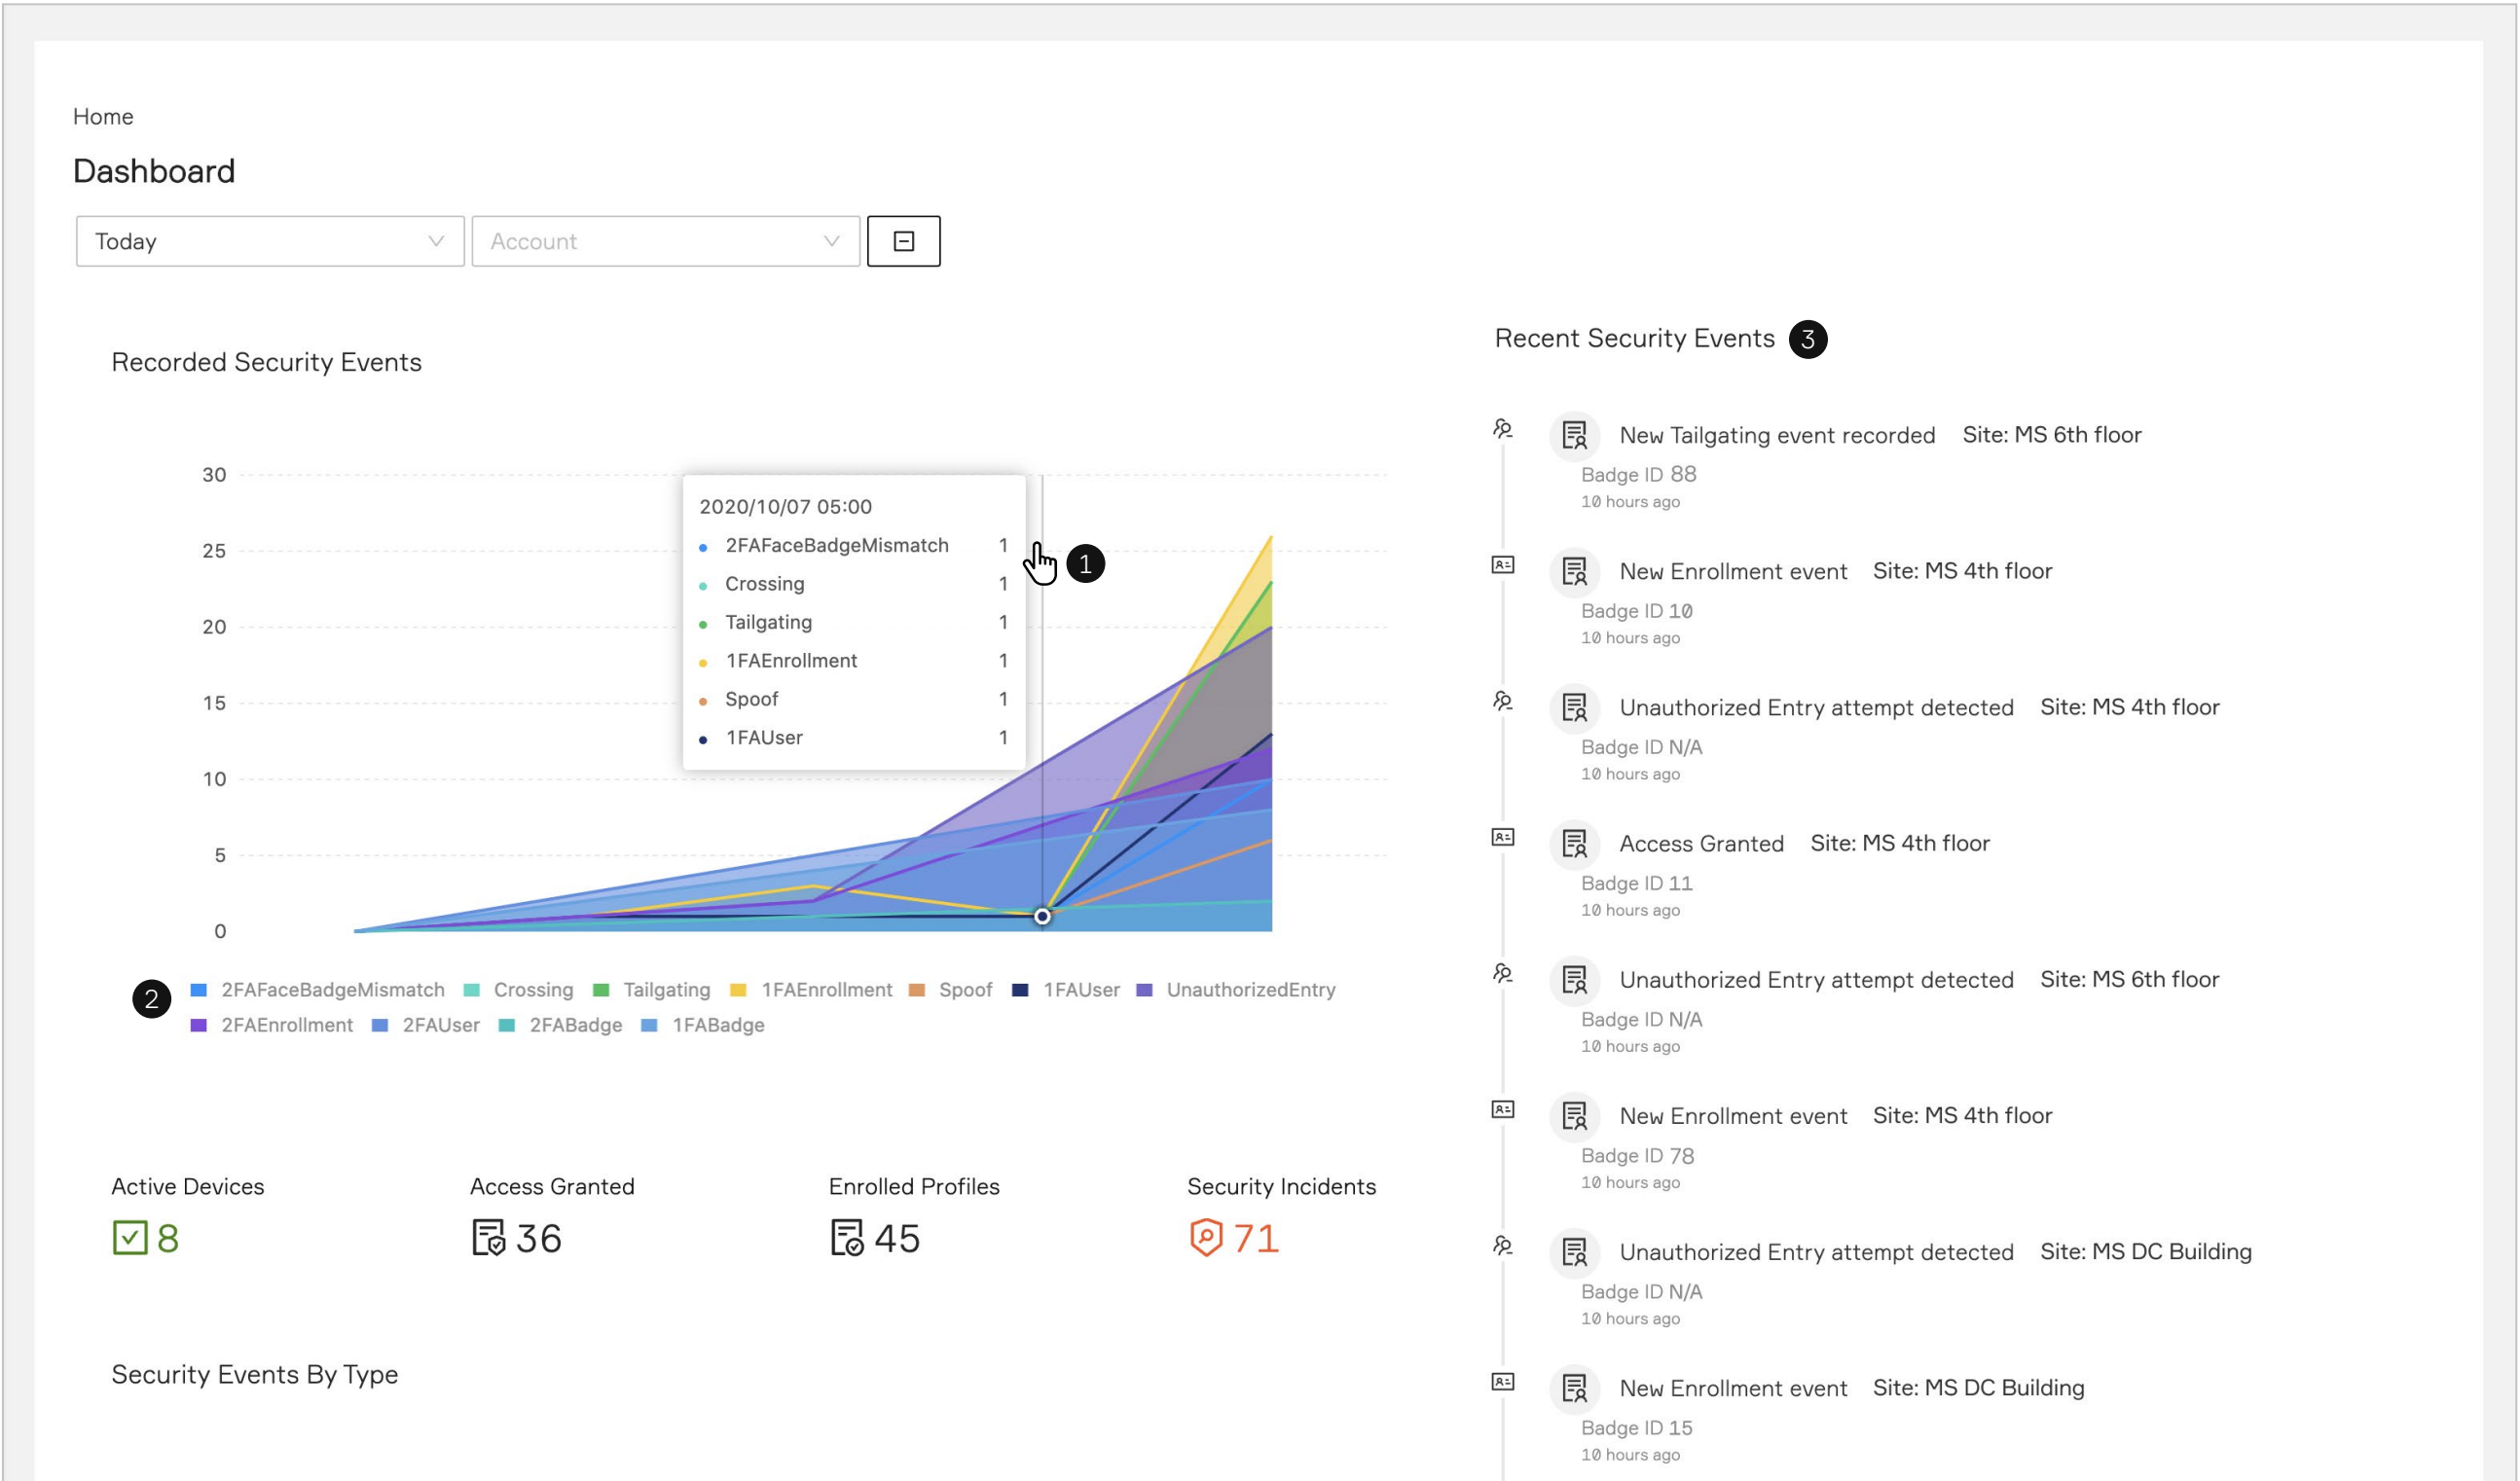 Home
Dashboard
Today
Account
Recorded Security Events
30
25
20
15
10
5
0
2020/10/07 05:00
2FAFaceBadgeMismatch 1
Crossing 1
Tailgating 1
1FAEnrollment 1
Spoof 1
1FAUser 1
1
2
2FAFaceBadgeMismatch Crossing Tailgating 1FAEnrollment Spoof 1FAUser UnauthorizedEntry
2FAEnrollment 2FAUser 2FABadge 1FABadge
Active Devices
8
Access Granted
36
Enrolled Profiles
45
Security Incidents
71
Security Events By Type
Recent Security Events 3
New Tailgating event recorded Site: MS 6th floor
Badge ID 88
10 hours ago
New Enrollment event Site: MS 4th floor
Badge ID 10
10 hours ago
Unauthorized Entry attempt detected Site: MS 4th floor
Badge ID N/A
10 hours ago
Access Granted Site: MS 4th floor
Badge ID 11
10 hours ago
Unauthorized Entry attempt detected Site: MS 6th floor
Badge ID N/A
10 hours ago
New Enrollment event Site: MS 4th floor
Badge ID 78
10 hours ago
Unauthorized Entry attempt detected Site: MS DC Building
Badge ID N/A
10 hours ago
New Enrollment event Site: MS DC Building
Badge ID 15
10 hours ago